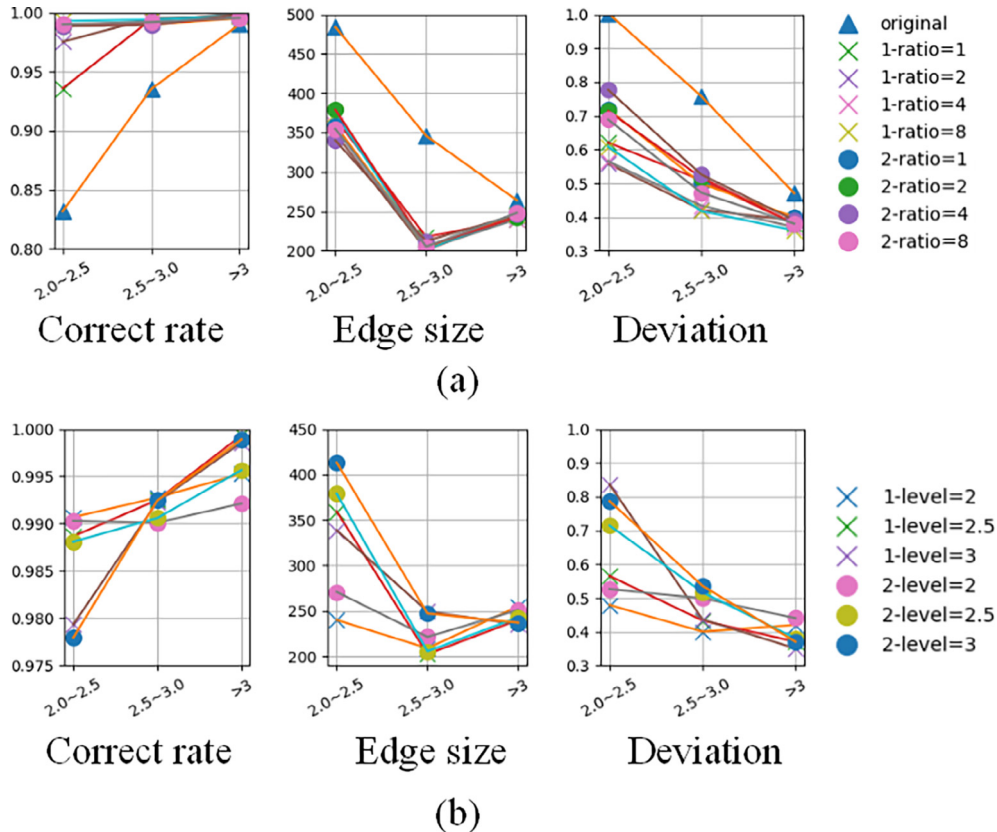 1.00
0.95
0.90
0.85
0.80
2.0~2.5
2.5~3.0
>3
Correct rate
500
450
400
350
300
250
200
2.0~2.5
2.5~3.0
>3
Edge size
1.0
0.9
0.8
0.7
0.6
0.5
0.4
0.3
2.0~2.5
2.5~3.0
>3
Deviation
original
1-ratio=1
1-ratio=2
1-ratio=4
1-ratio=8
2-ratio=1
2-ratio=2
2-ratio=4
2-ratio=8
(a)
1.000
0.995
0.990
0.985
0.980
0.975
2.0~2.5
2.5~3.0
>3
Correct rate
450
400
350
300
250
200
2.0~2.5
2.5~3.0
>3
Edge size
1.0
0.9
0.8
0.7
0.6
0.5
0.4
0.3
2.0~2.5
2.5~3.0
>3
Deviation
1-level=2
1-level=2.5
1-level=3
2-level=2
2-level=2.5
2-level=3
(b)